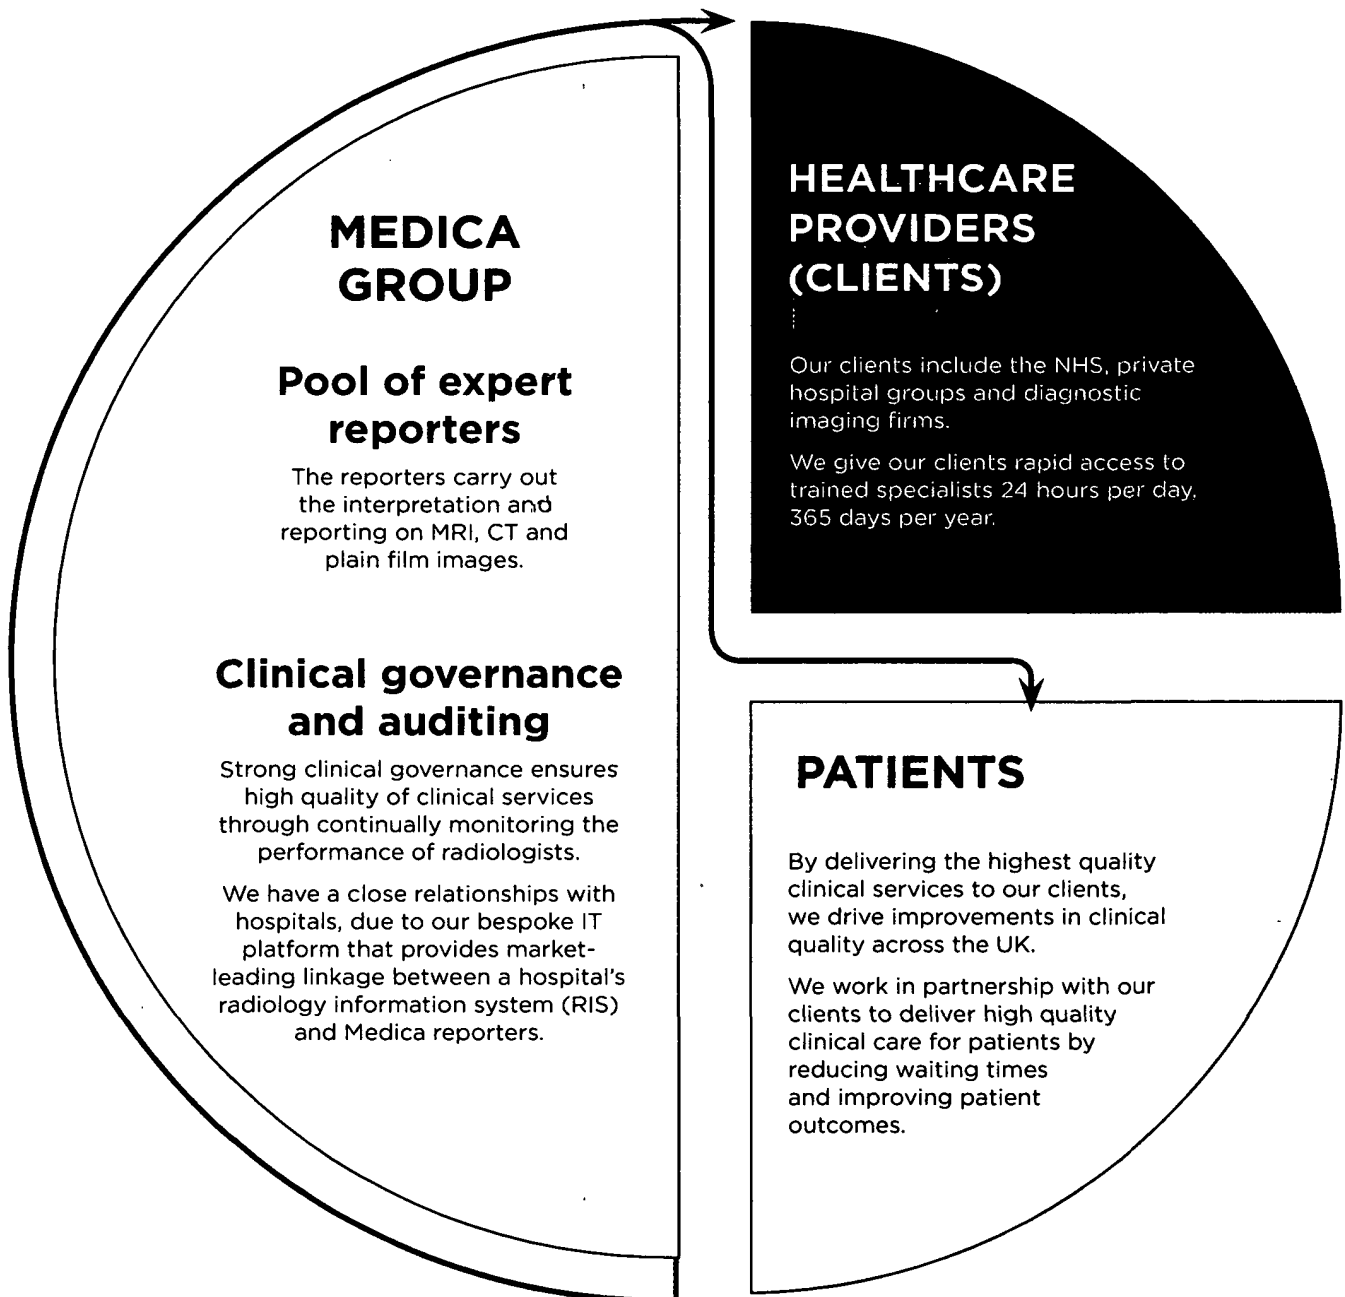 MEDICA
GROUP
Pool of expert
reporters
The reporters carry out
the interpretation and
reporting on MRI, CT and
plain film images.
Clinical governance
and auditing
Strong clinical governance ensures
high quality of clinical services
through continually monitoring the
performance of radiologists.
We have a close relationships with
hospitals, due to our bespoke IT
platform that provides market-
leading linkage between a hospital's
radiology information system (RIS)
and Medica reporters.
HEALTHCARE
PROVIDERS
(CLIENTS)
Our clients include the NHS, private
hospital groups and diagnostic
imaging firms.
We give our clients rapid access to
trained specialists 24 hours per day,
365 days per year.
PATIENTS
By delivering the highest quality
clinical services to our clients,
we drive improvements in clinical
quality across the UK.
We work in partnership with our
clients to deliver high quality
clinical care for patients by
reducing waiting times
and improving patient
outcomes.